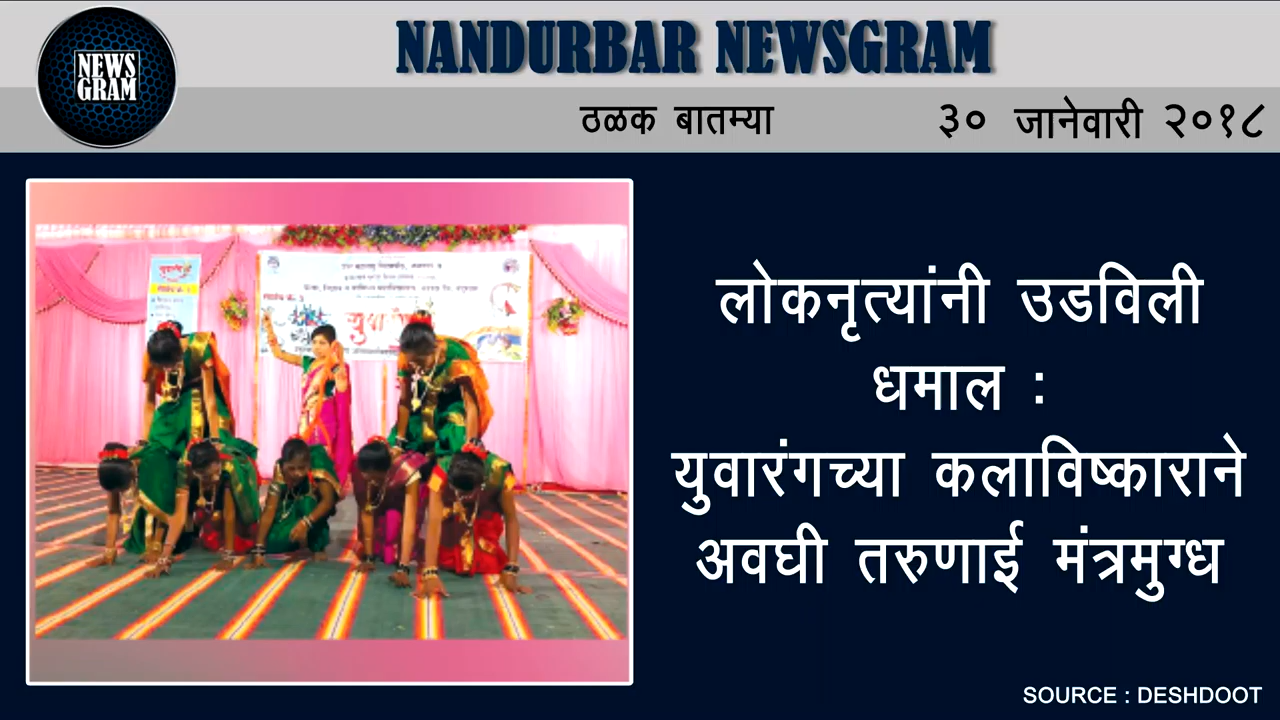 NEWS
GRAM
NANDURBAR NEWSGRAM
ठळक बातम्या
३० जानेवारी २०१८
लोकनृत्यांनी उडविली
धमाल :
युवारंगच्या कलाविष्काराने
अवघी तरुणाई मंत्रमुग्ध
SOURCE : DESHDOOT